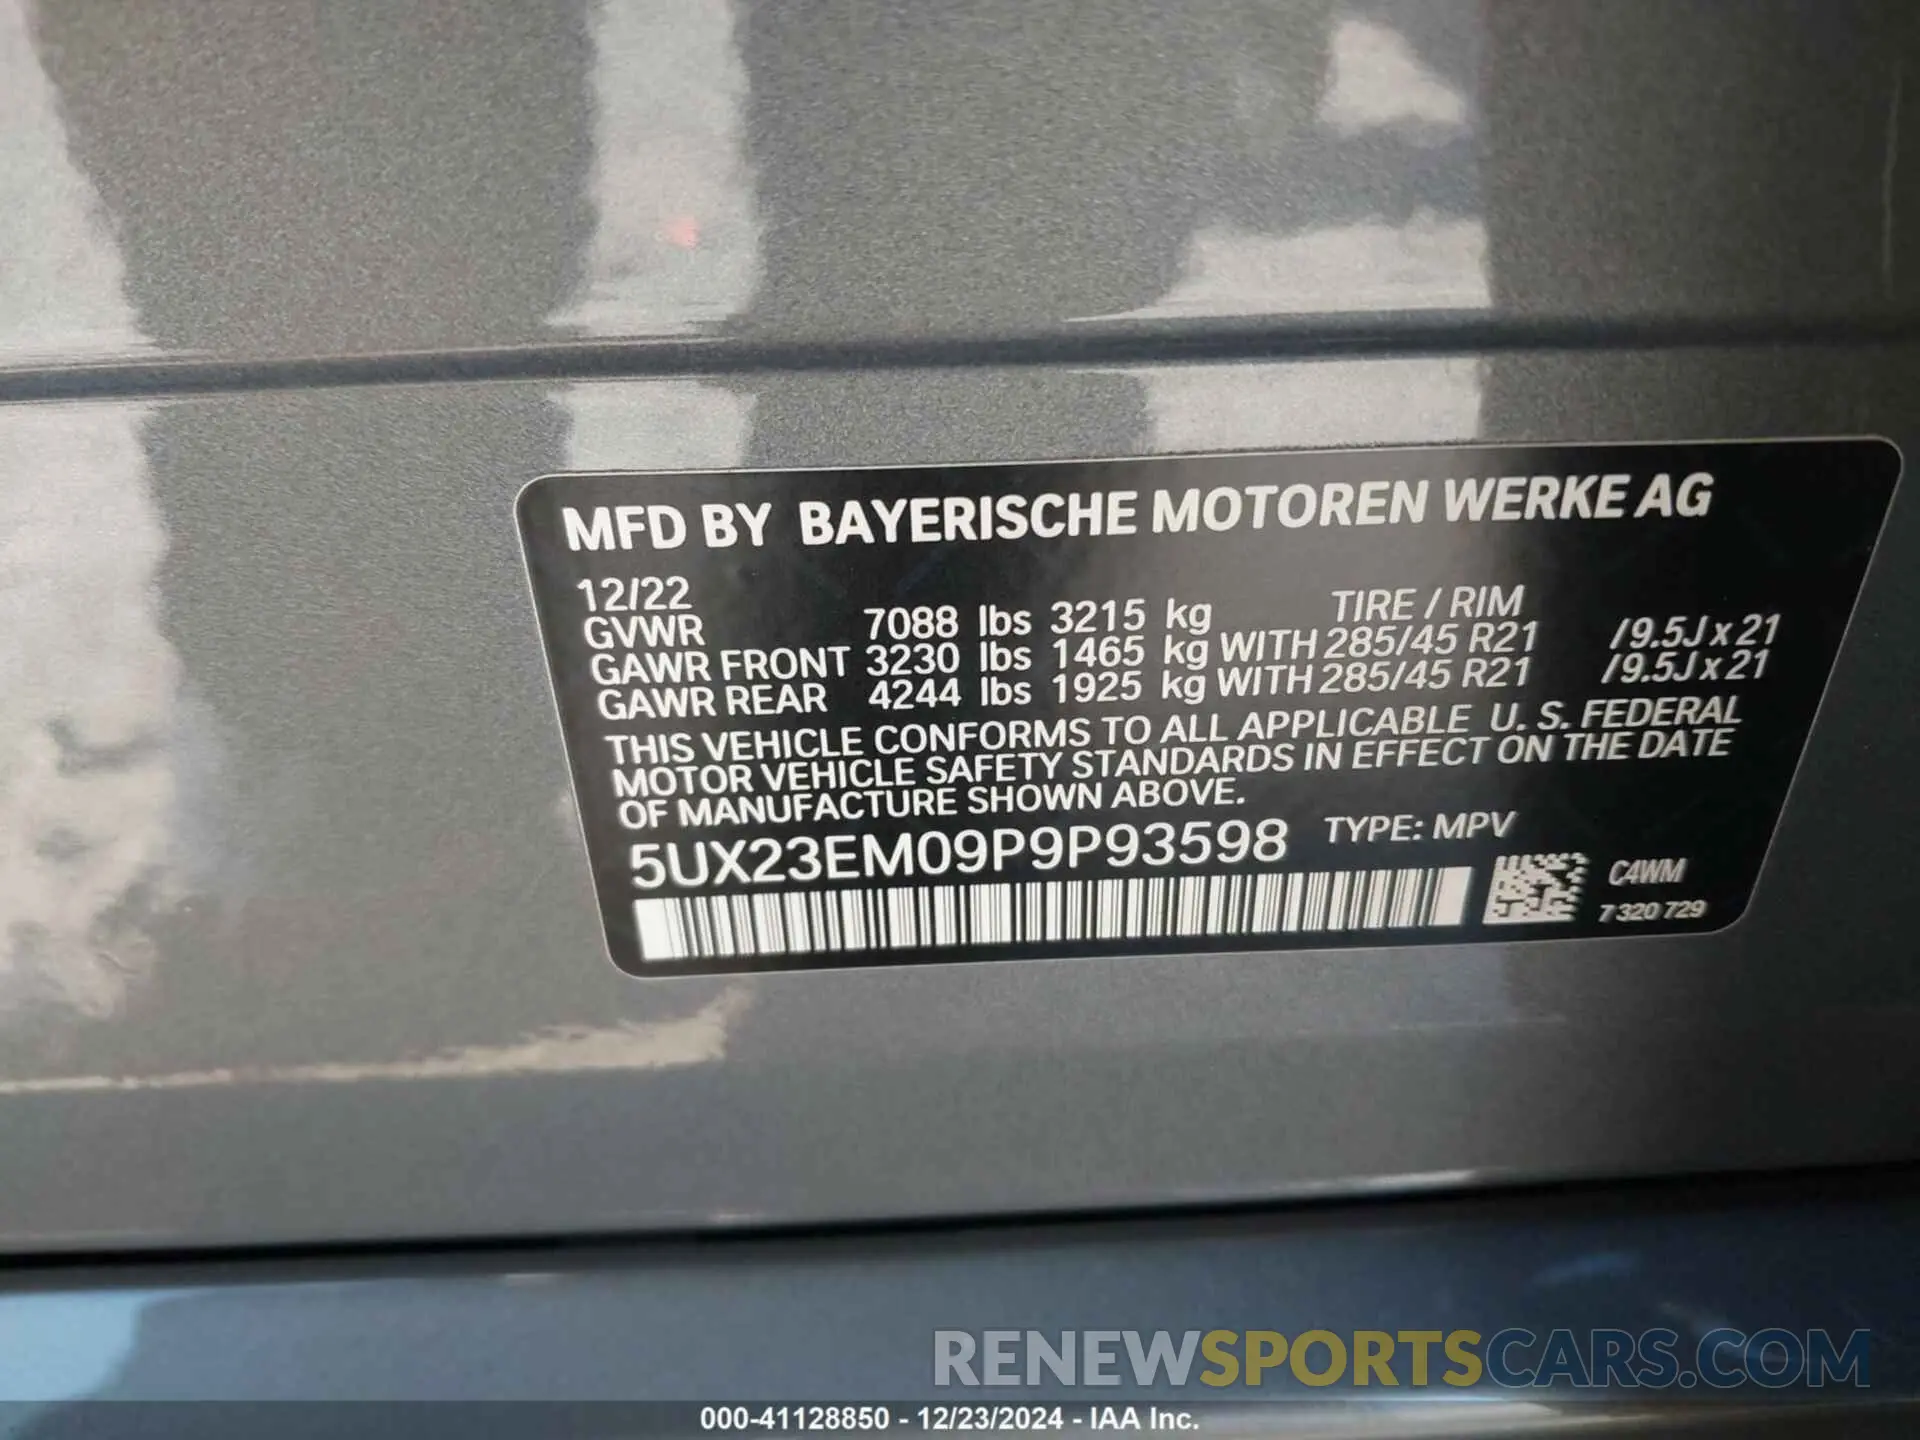 MFD BY BAYERISCHE MOTOREN WERKE AG
12/22 TIRE / RIM
GVWR 7088 lbs 3215 kg
GAWR FRONT 3230 lbs 1465 kg WITH 285/45 R21 /9.5J x 21
GAWR REAR 4244 lbs 1925 kg WITH 285/45 R21 /9.5J x 21
THIS VEHICLE CONFORMS TO ALL APPLICABLE U. S. FEDERAL
MOTOR VEHICLE SAFETY STANDARDS IN EFFECT ON THE DATE
OF MANUFACTURE SHOWN ABOVE.
5UX23EM09P9P93598 TYPE: MPV
C4WM
7 320 729
RENEWSPORTSCARS.COM
000-41128850 - 12/23/2024 - IAA Inc.